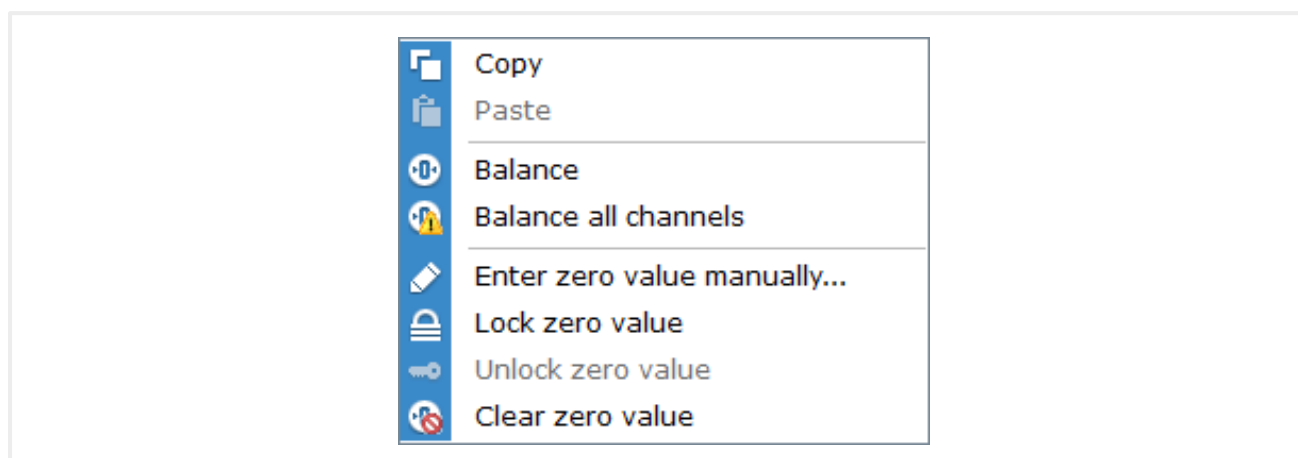 Copy
Paste
Balance
Balance all channels
Enter zero value manually...
Lock zero value
Unlock zero value
Clear zero value